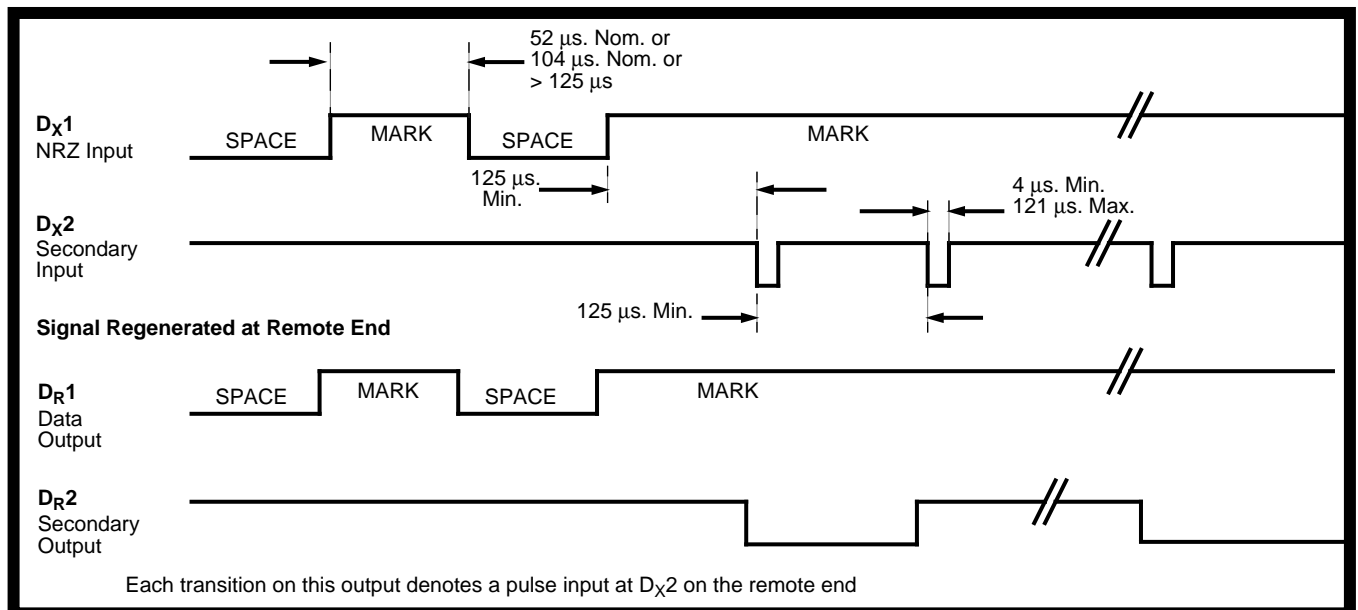 52 µs. Nom. or
104 µs. Nom. or
> 125 µs
DX1
NRZ Input
SPACE
MARK
SPACE
MARK
125 µs.
Min.
4 µs. Min.
121 µs. Max.
DX2
Secondary
Input
125 µs. Min.
Signal Regenerated at Remote End
DR1
Data
Output
SPACE
MARK
SPACE
MARK
DR2
Secondary
Output
Each transition on this output denotes a pulse input at DX2 on the remote end